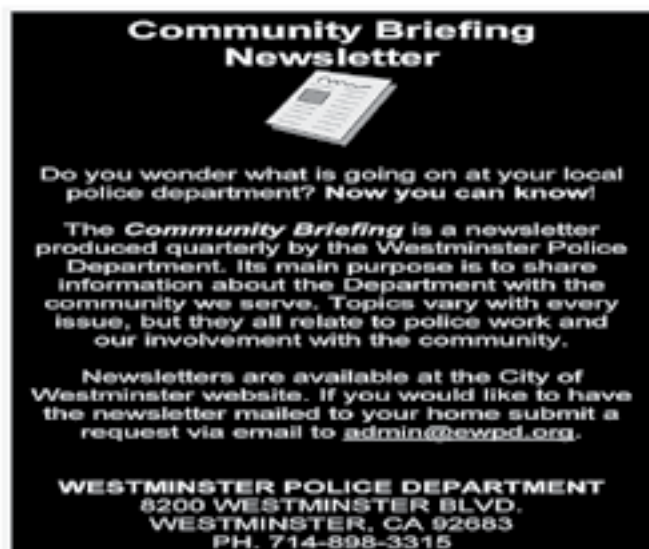 Community Briefing
Newsletter
Do you wonder what is going on at your local
police department? Now you can know!
The Community Briefing is a newsletter
produced quarterly by the Westminster Police
Department. Its main purpose is to share
information about the Department with the
community we serve. Topics vary with every
issue, but they all relate to police work and
our involvement with the community.
Newsletters are available at the City of
Westminster website. If you would like to have
the newsletter mailed to your home submit a
request via email to admin@ewpd.org.
WESTMINSTER POLICE DEPARTMENT
8200 WESTMINSTER BLVD.
WESTMINSTER, CA 92683
PH. 714-898-3315